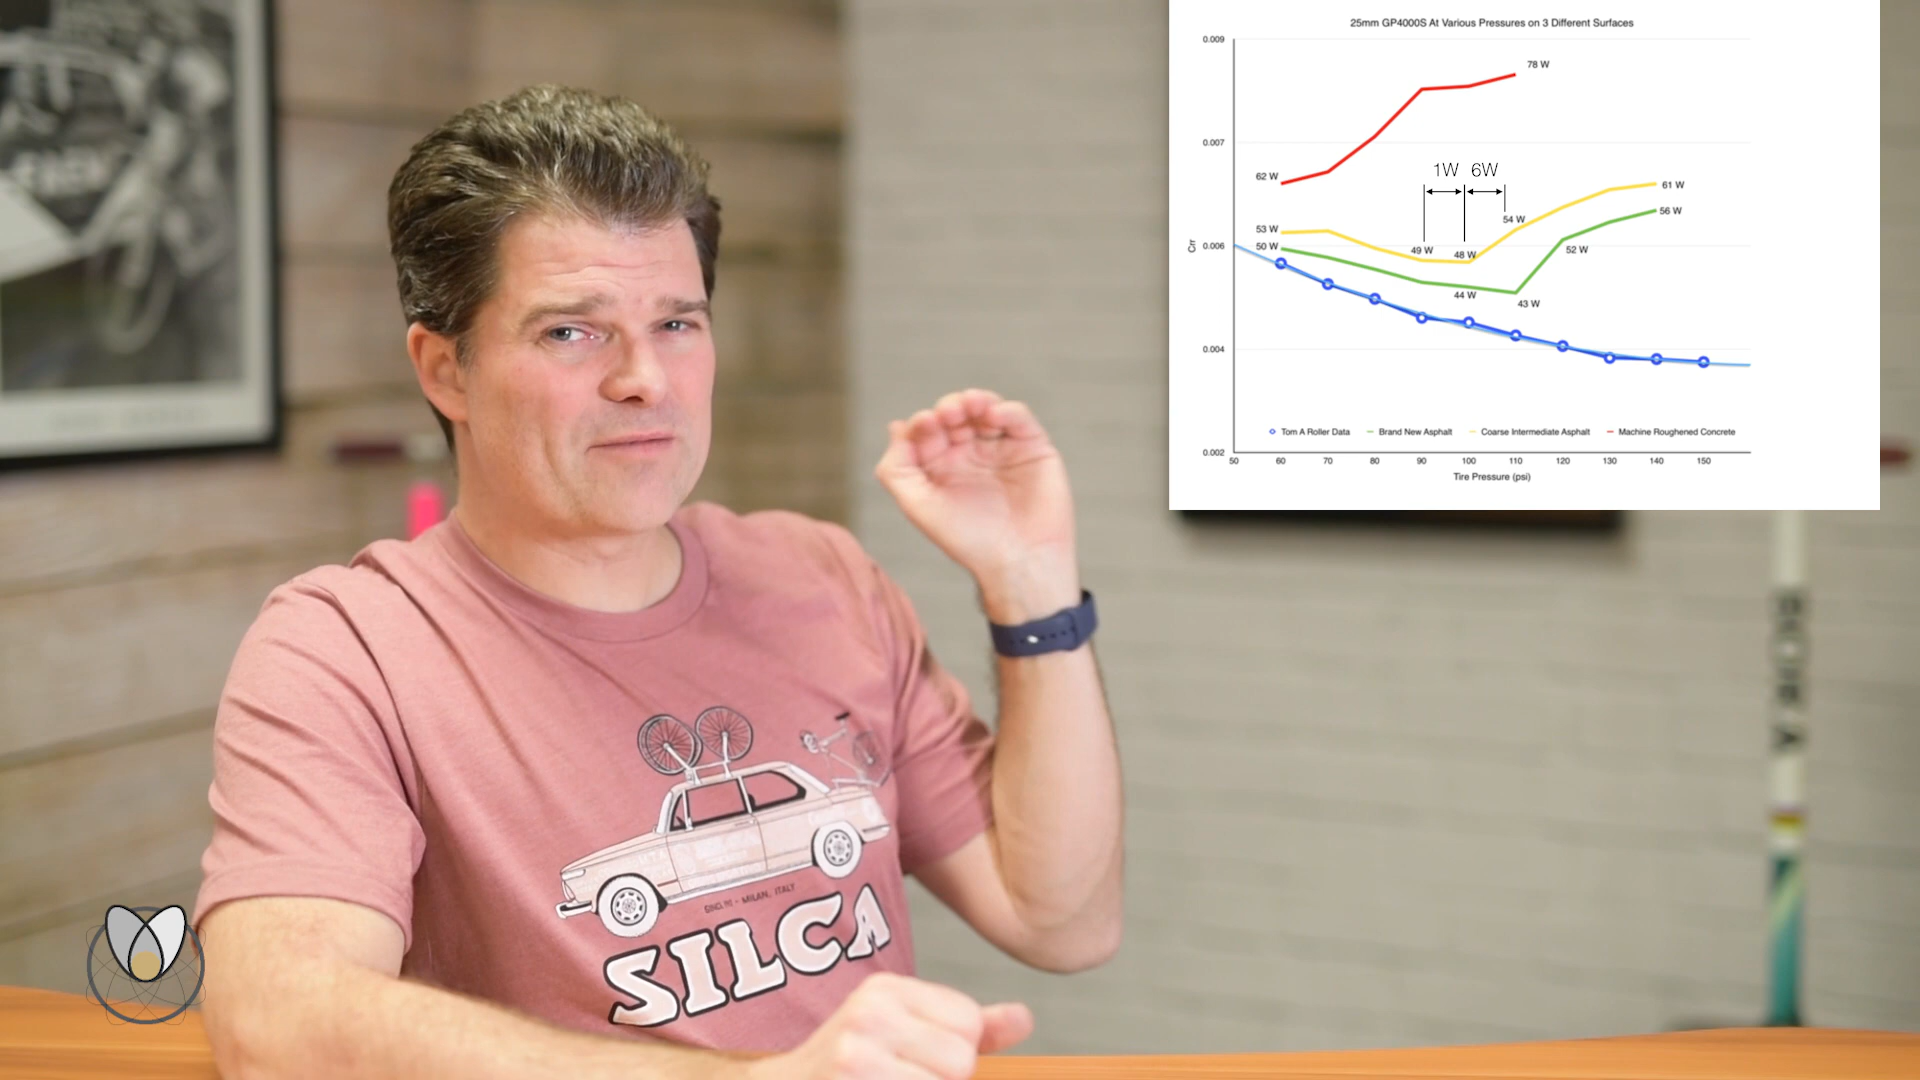 25mm GP4000S At Various Pressures on 3 Different Surfaces
0.009
0.007
0.006
0.004
0.002
Crr
78 W
62 W
1W 6W
61 W
56 W
54 W
53 W
50 W
49 W
48 W
52 W
44 W
43 W
Tom A Roller Data Brand New Asphalt Coarse Intermediate Asphalt Machine Roughened Concrete
50 60 70 80 90 100 110 120 130 140 150
Tire Pressure (psi)
MILAN, ITALY
SILCA